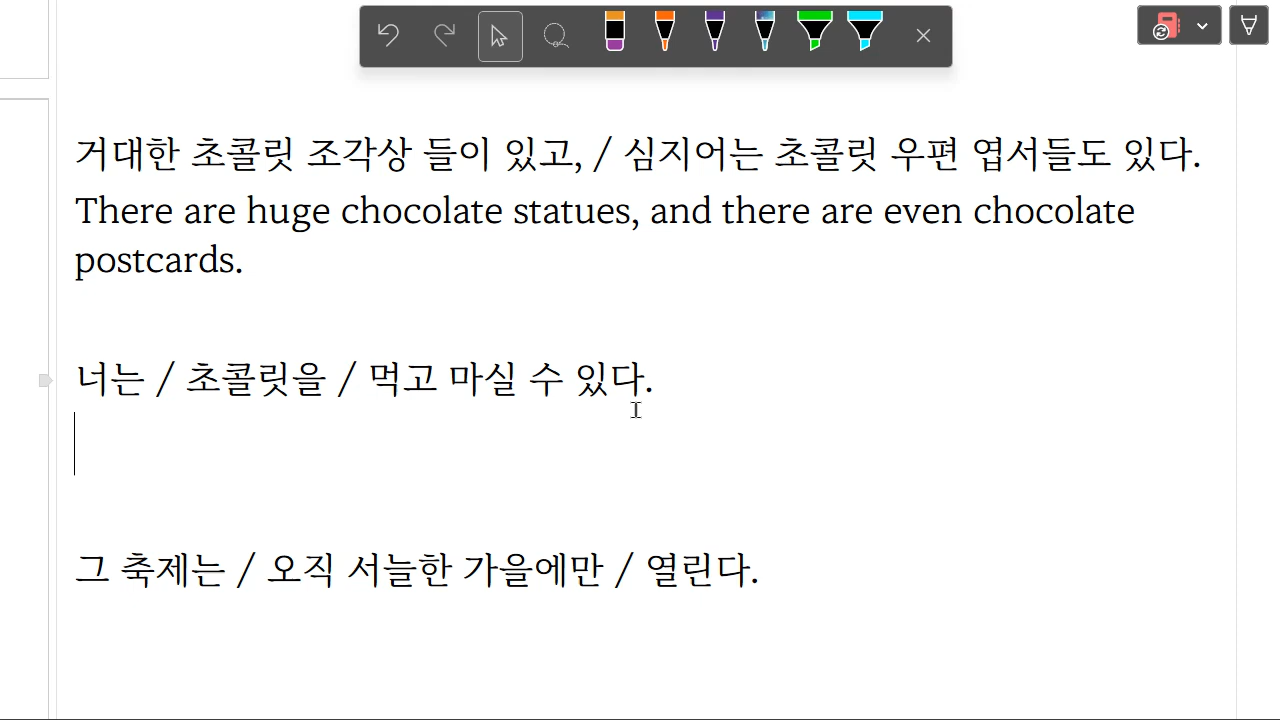 거대한 초콜릿 조각상 들이 있고, / 심지어는 초콜릿 우편 엽서들도 있다.
There are huge chocolate statues, and there are even chocolate
postcards.
너는 / 초콜릿을 / 먹고 마실 수 있다.
그 축제는 / 오직 서늘한 가을에만 / 열린다.